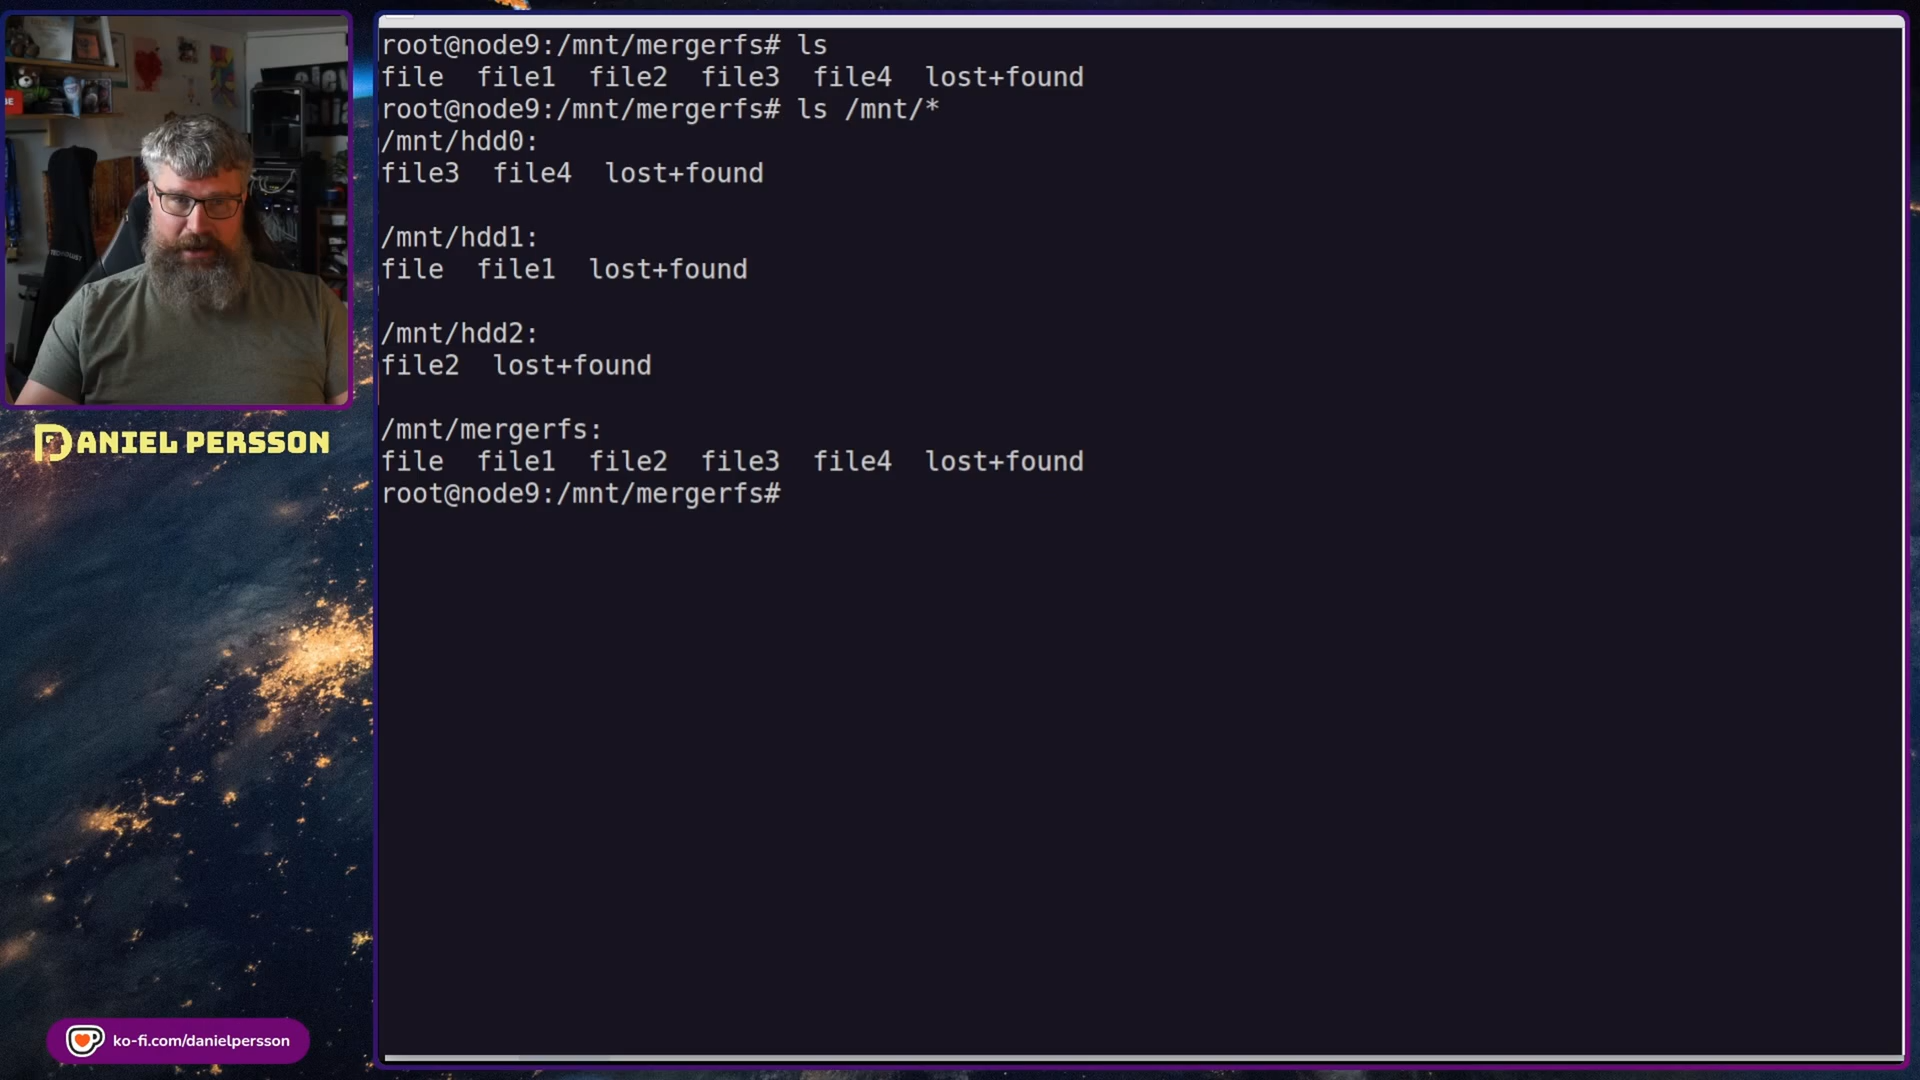 root@node9:/mnt/mergerfs# ls
file  file1  file2  file3  file4  lost+found
root@node9:/mnt/mergerfs# ls /mnt/*
/mnt/hdd0:
file3  file4  lost+found
/mnt/hdd1:
file  file1  lost+found
/mnt/hdd2:
file2  lost+found
/mnt/mergerfs:
file  file1  file2  file3  file4  lost+found
root@node9:/mnt/mergerfs#
DANIEL PERSSON
ko-fi.com/danielpersson